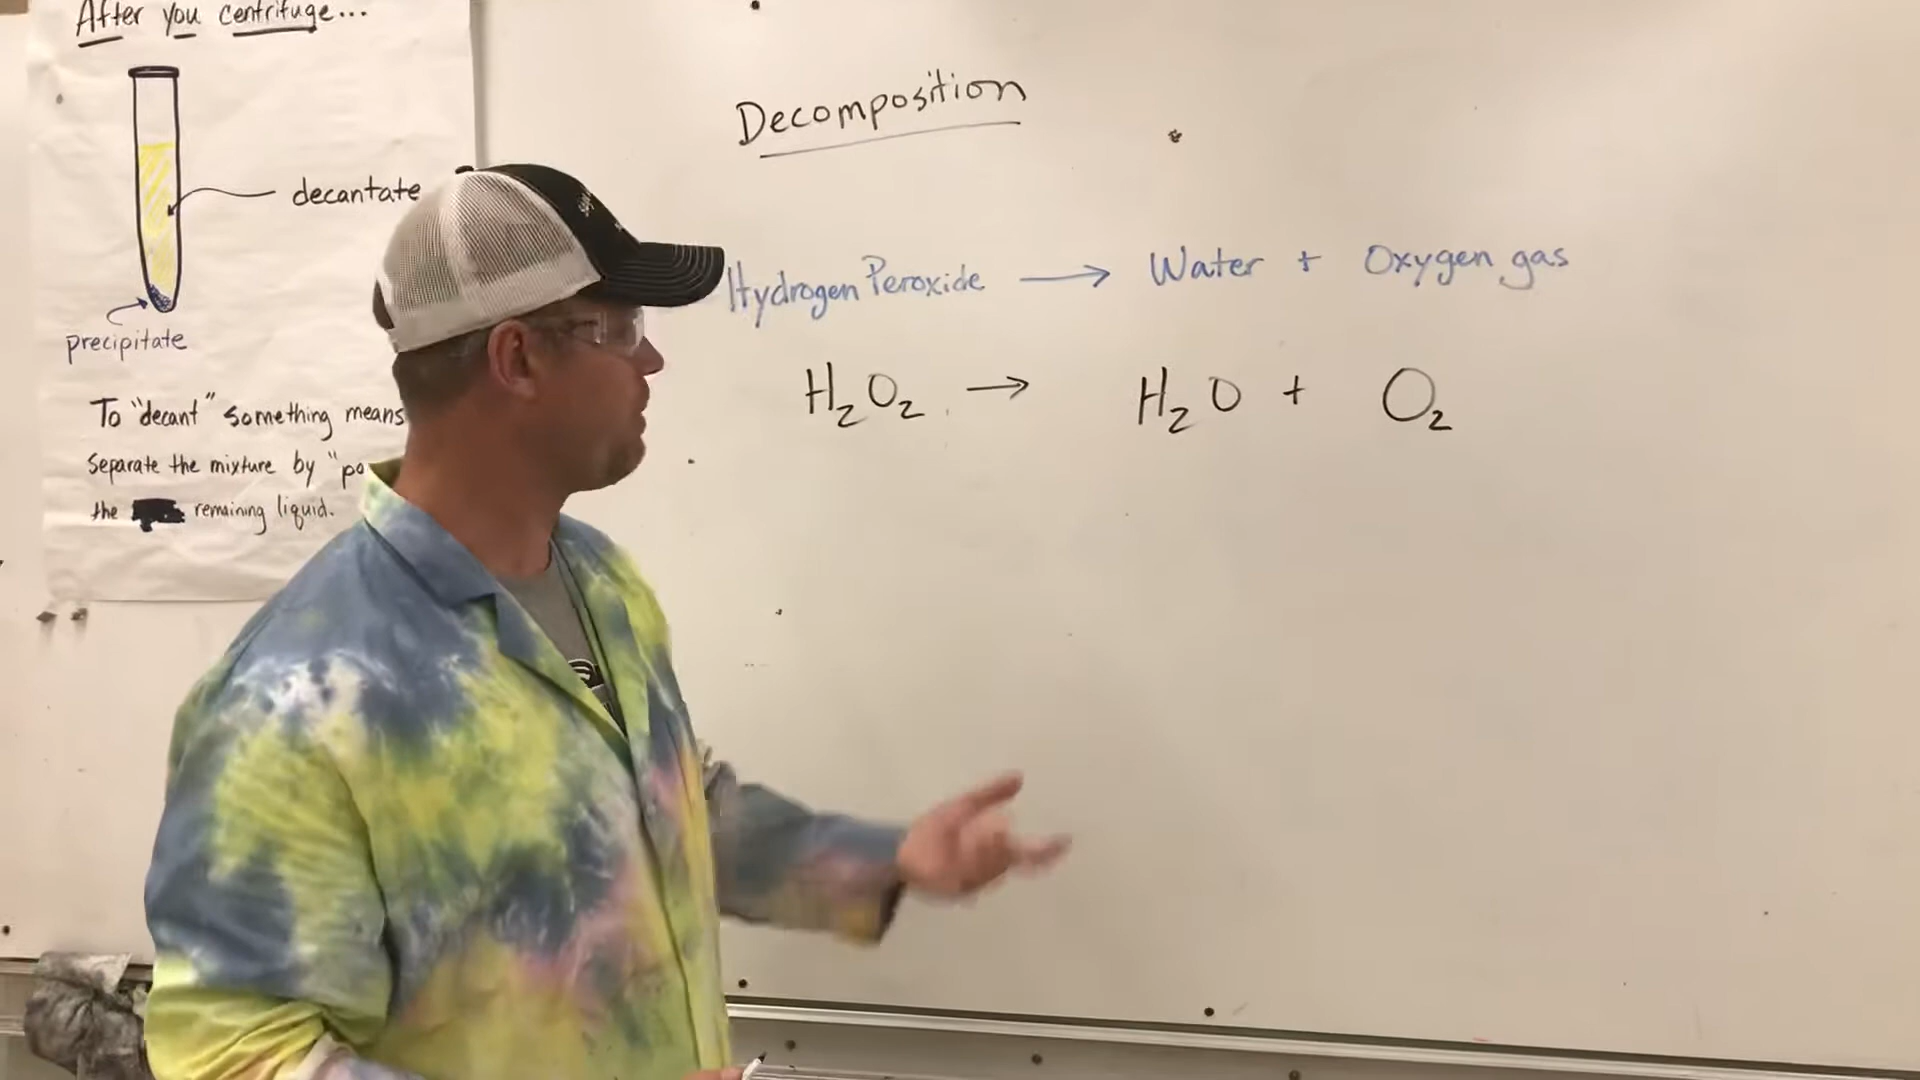 After you centrifuge...
decantate
precipitate
To "decant" something means
Separate the mixture by "po
the remaining liquid.
Decomposition
Hydrogen Peroxide → Water + Oxygen gas
H₂O₂ → H₂O + O₂